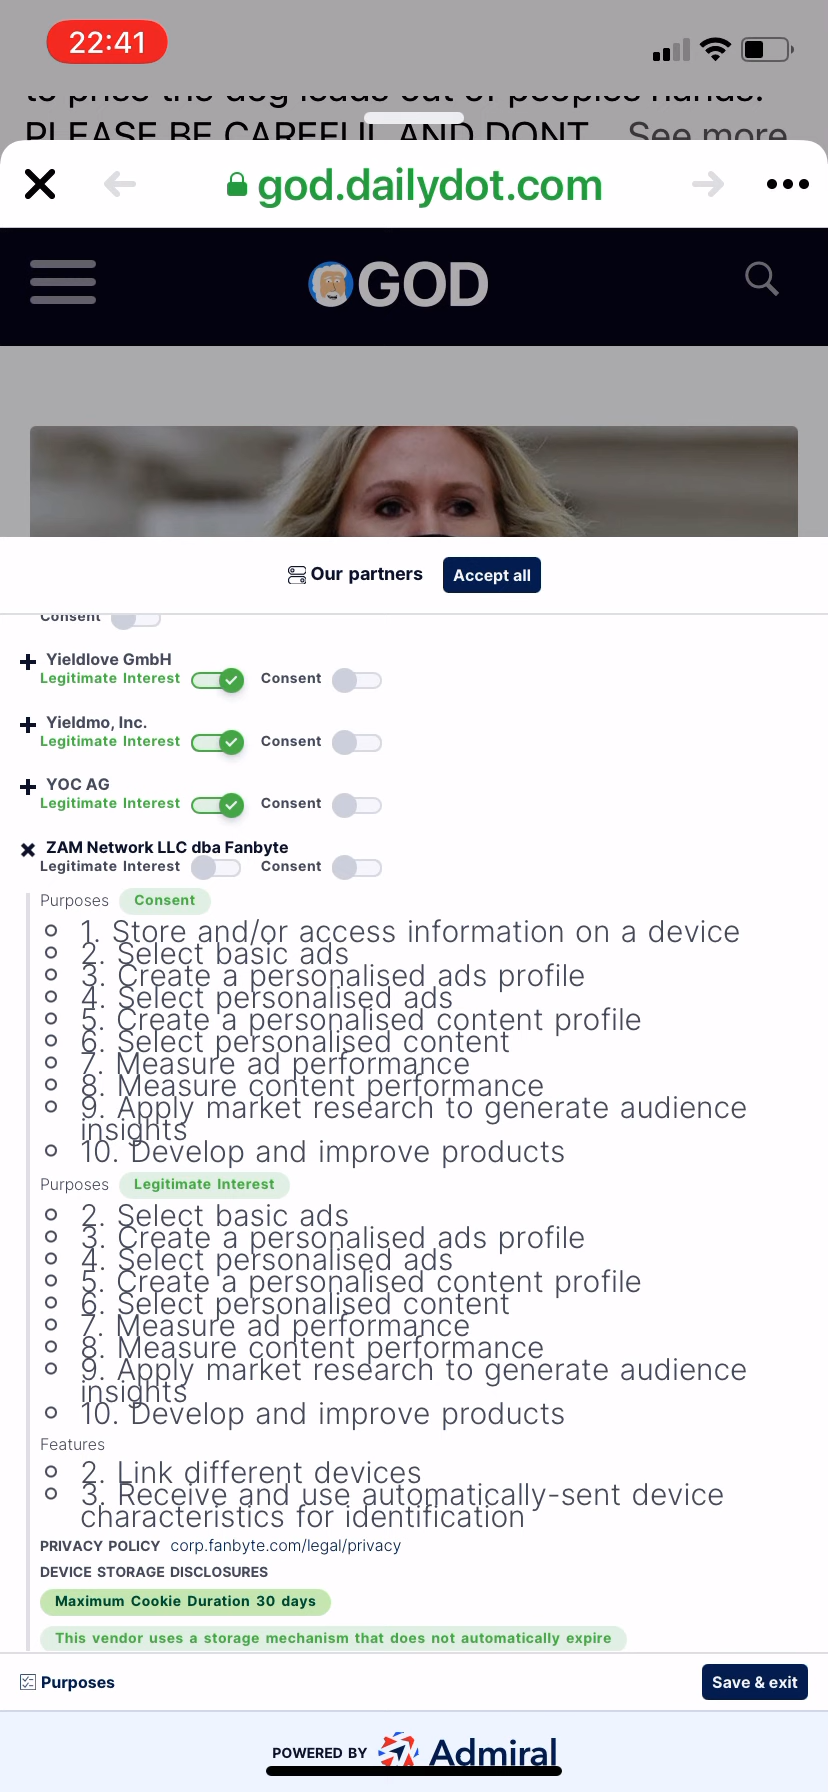 22:41
to prise the dog leads out of peoples hands.
PLEASE BE CAREFUL AND DONT... See more
god.dailydot.com
GOD
Our partners Accept all
Consent
Yieldlove GmbH
Legitimate Interest Consent
Yieldmo, Inc.
Legitimate Interest Consent
YOC AG
Legitimate Interest Consent
ZAM Network LLC dba Fanbyte
Legitimate Interest Consent
Purposes Consent
1. Store and/or access information on a device
2. Select basic ads
3. Create a personalised ads profile
4. Select personalised ads
5. Create a personalised content profile
6. Select personalised content
7. Measure ad performance
8. Measure content performance
9. Apply market research to generate audience
insights
10. Develop and improve products
Purposes Legitimate Interest
2. Select basic ads
3. Create a personalised ads profile
4. Select personalised ads
5. Create a personalised content profile
6. Select personalised content
7. Measure ad performance
8. Measure content performance
9. Apply market research to generate audience
insights
10. Develop and improve products
Features
2. Link different devices
3. Receive and use automatically-sent device
characteristics for identification
PRIVACY POLICY corp.fanbyte.com/legal/privacy
DEVICE STORAGE DISCLOSURES
Maximum Cookie Duration 30 days
This vendor uses a storage mechanism that does not automatically expire
Purposes Save & exit
POWERED BY Admiral